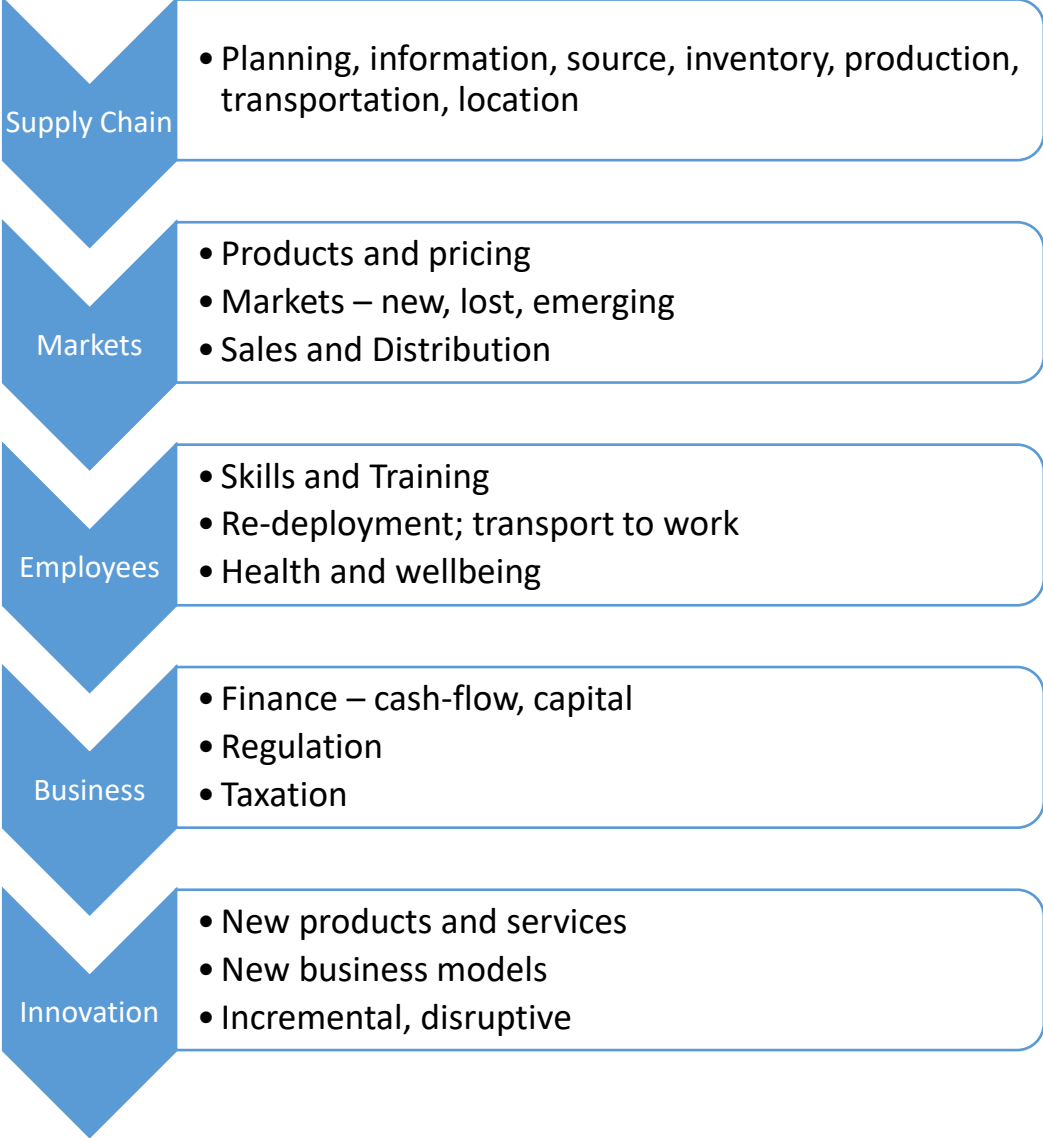 Supply Chain
• Planning, information, source, inventory, production,
transportation, location
Markets
• Products and pricing
• Markets – new, lost, emerging
• Sales and Distribution
Employees
• Skills and Training
• Re-deployment; transport to work
• Health and wellbeing
Business
• Finance – cash-flow, capital
• Regulation
• Taxation
Innovation
• New products and services
• New business models
• Incremental, disruptive